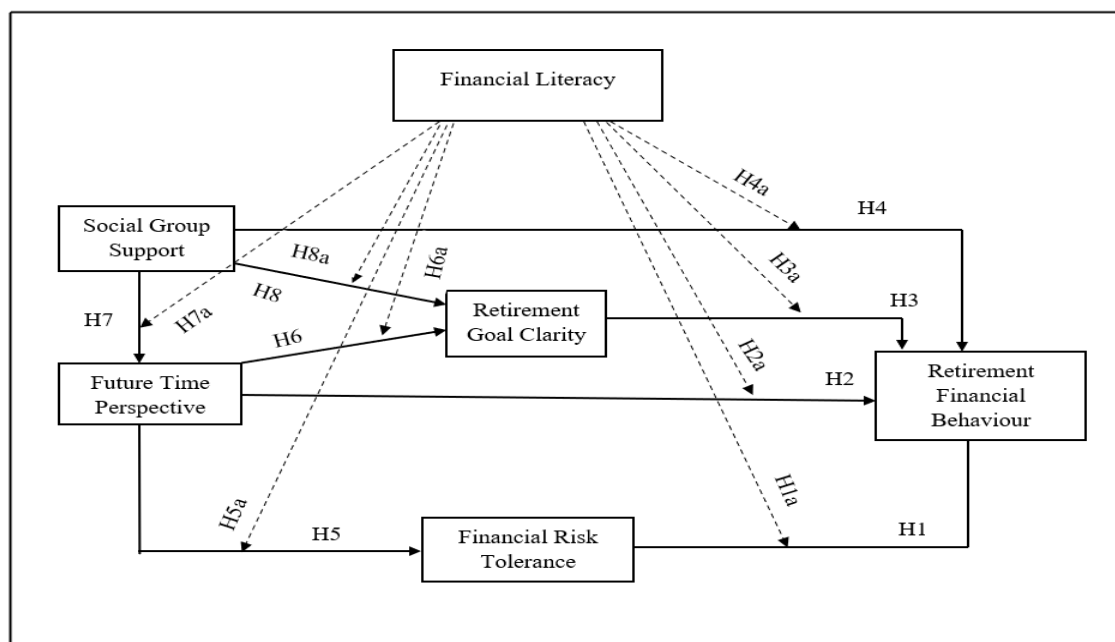 Financial Literacy
H4a
H4
Social Group
Support
H8a
H6a
H3a
H8
H7
H7a
Retirement
Goal Clarity
H3
H6
H2a
H2
Future Time
Perspective
Retirement
Financial
Behaviour
H5a
H1a
H5
Financial Risk
Tolerance
H1